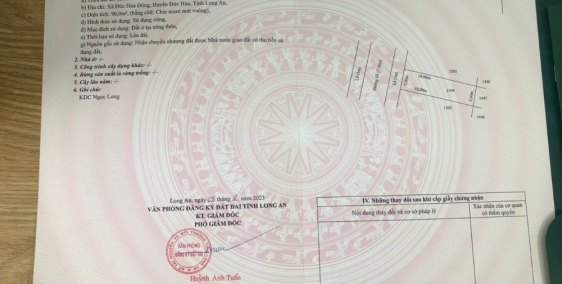 b) Địa chỉ: Xã Đức Hòa Đông, Huyện Đức Hòa, Tỉnh Long An,
c) Diện tích: 90,0m², (bằng chữ: Chín mươi mét vuông),
d) Hình thức sử dụng: Sử dụng riêng,
đ) Mục đích sử dụng: Đất ở tại nông thôn,
e) Thời hạn sử dụng: Lâu dài,
g) Nguồn gốc sử dụng: Nhận chuyển nhượng đất được Nhà nước giao đất có thu tiền sử
dụng đất,
2. Nhà ở: -/-
3. Công trình xây dựng khác: -/-
4. Rừng sản xuất là rừng trồng: -/-
5. Cây lâu năm: -/-
6. Ghi chú:
KDC Ngọc Long
Long An, ngày tháng năm 2023
VĂN PHÒNG ĐĂNG KÝ ĐẤT ĐAI TỈNH LONG AN
KT. GIÁM ĐỐC
PHÓ GIÁM ĐỐC
VĂN PHÒNG
ĐĂNG KÝ ĐẤT ĐAI
Huỳnh Anh Tuấn
IV. Những thay đổi sau khi cấp giấy chứng nhận
Nội dung thay đổi và cơ sở pháp lý
Xác nhận của cơ quan
có thẩm quyền